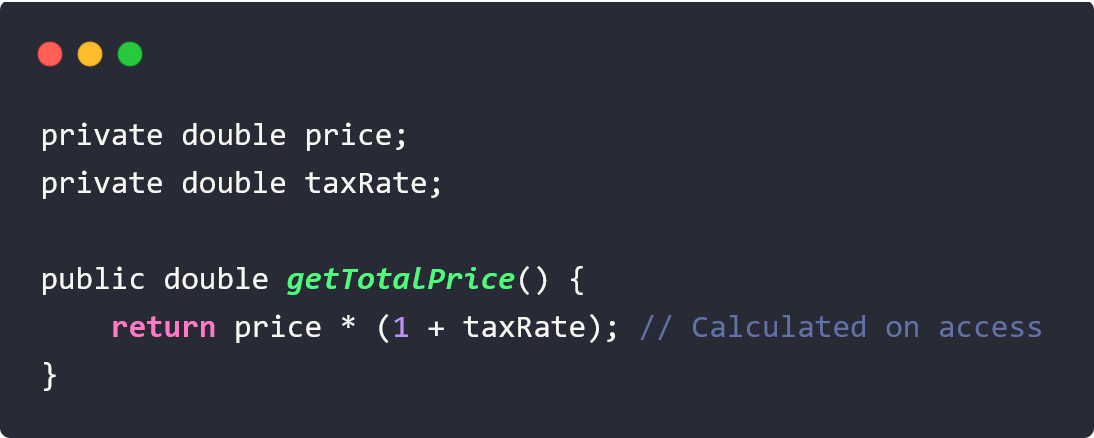 private double price;
private double taxRate;
public double getTotalPrice() {
    return price * (1 + taxRate); // Calculated on access
}